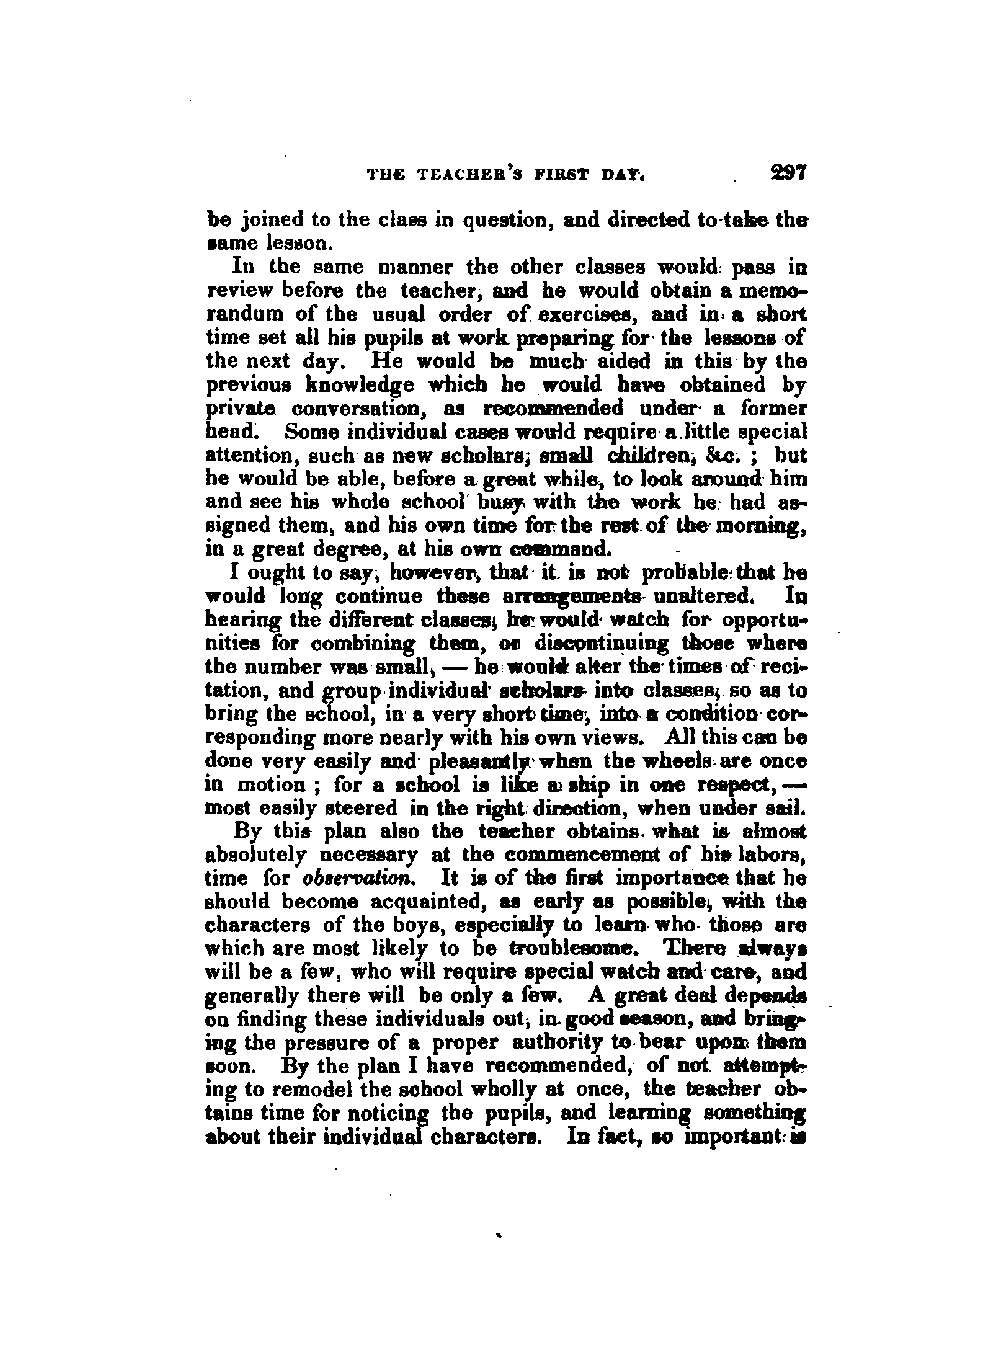 THE TEACHER'S FIRST DAY. 297
be joined to the class in question, and directed to take the
same lesson.
In the same manner the other classes would pass in
review before the teacher, and he would obtain a memo-
randum of the usual order of exercises, and in a short
time set all his pupils at work preparing for the lessons of
the next day. He would be much aided in this by the
previous knowledge which he would have obtained by
private conversation, as recommended under a former
head. Some individual cases would require a little special
attention, such as new scholars, small children, &c. ; but
he would be able, before a great while, to look around him
and see his whole school busy with the work he had as-
signed them, and his own time for the rest of the morning,
in a great degree, at his own command.
I ought to say, however, that it is not probable that he
would long continue these arrangements unaltered. In
hearing the different classes, he would watch for opportu-
nities for combining them, or discontinuing those where
the number was small, — he would alter the times of reci-
tation, and group individual scholars into classes, so as to
bring the school, in a very short time, into a condition cor-
responding more nearly with his own views. All this can be
done very easily and pleasantly when the wheels are once
in motion ; for a school is like a ship in one respect, —
most easily steered in the right direction, when under sail.
By this plan also the teacher obtains what is almost
absolutely necessary at the commencement of his labors,
time for observation. It is of the first importance that he
should become acquainted, as early as possible, with the
characters of the boys, especially to learn who those are
which are most likely to be troublesome. There always
will be a few, who will require special watch and care, and
generally there will be only a few. A great deal depends
on finding these individuals out, in good season, and bring-
ing the pressure of a proper authority to bear upon them
soon. By the plan I have recommended, of not attempt-
ing to remodel the school wholly at once, the teacher ob-
tains time for noticing the pupils, and learning something
about their individual characters. In fact, so important is